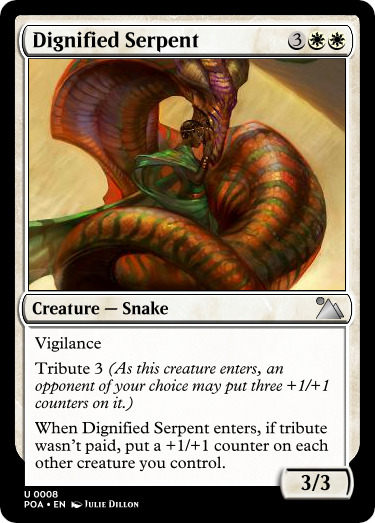 Dignified Serpent 3
Creature — Snake
Vigilance
Tribute 3 (As this creature enters, an
opponent of your choice may put three +1/+1
counters on it.)
When Dignified Serpent enters, if tribute
wasn't paid, put a +1/+1 counter on each
other creature you control.
3/3
U 0008
POA • EN Julie Dillon